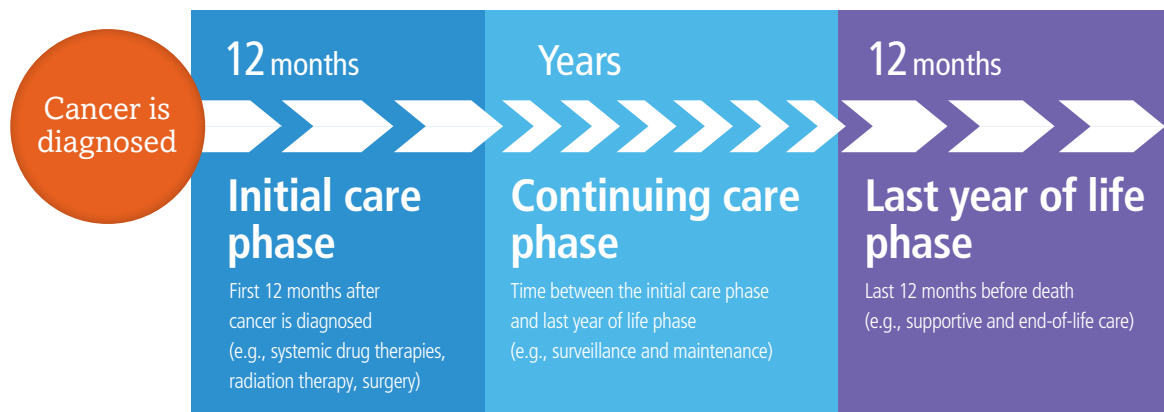 Cancer is
diagnosed
12 months
Initial care
phase
First 12 months after
cancer is diagnosed
(e.g., systemic drug therapies,
radiation therapy, surgery)
Years
Continuing care
phase
Time between the initial care phase
and last year of life phase
(e.g., surveillance and maintenance)
12 months
Last year of life
phase
Last 12 months before death
(e.g., supportive and end-of-life care)